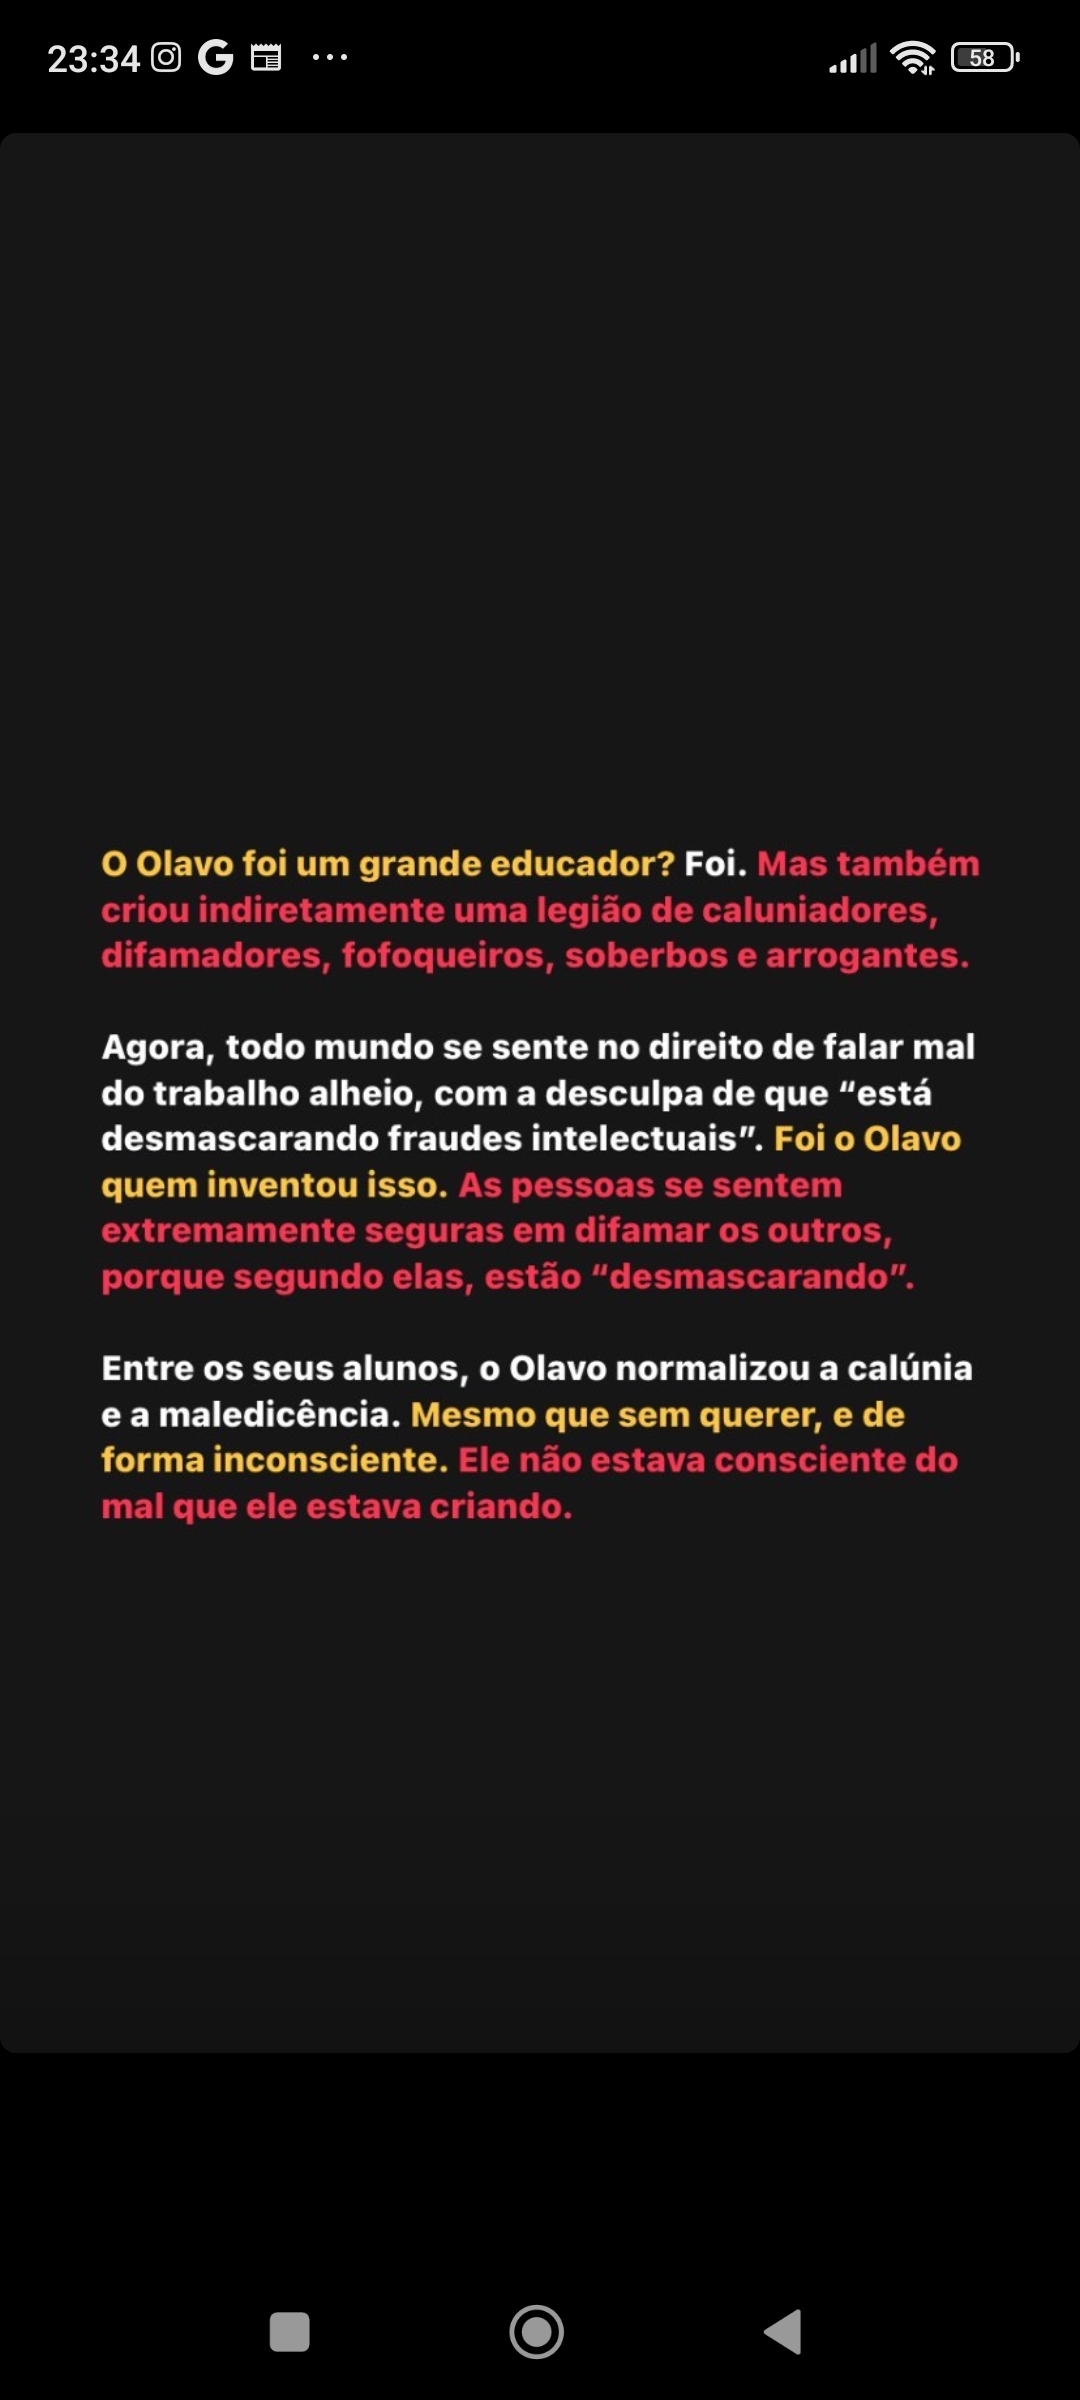 23:34
58
O Olavo foi um grande educador? Foi. Mas também
criou indiretamente uma legião de caluniadores,
difamadores, fofoqueiros, soberbos e arrogantes.
Agora, todo mundo se sente no direito de falar mal
do trabalho alheio, com a desculpa de que “está
desmascarando fraudes intelectuais”. Foi o Olavo
quem inventou isso. As pessoas se sentem
extremamente seguras em difamar os outros,
porque segundo elas, estão “desmascarando”.
Entre os seus alunos, o Olavo normalizou a calúnia
e a maledicência. Mesmo que sem querer, e de
forma inconsciente. Ele não estava consciente do
mal que ele estava criando.